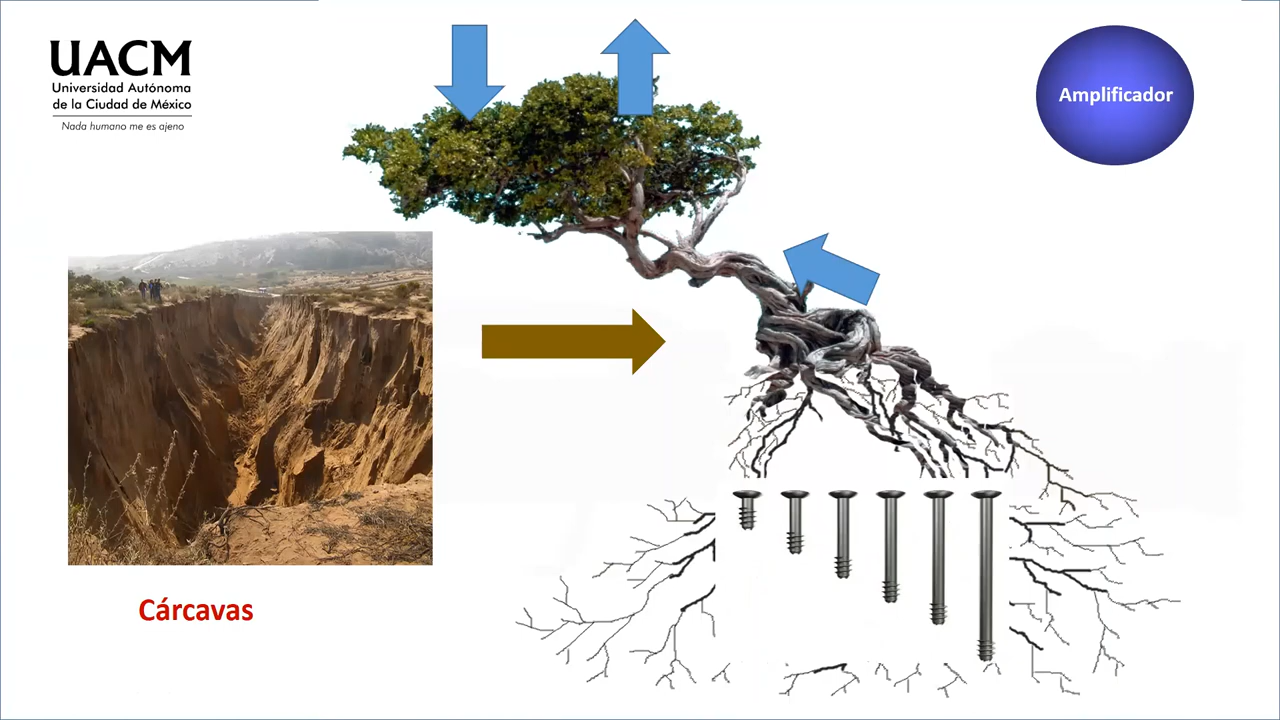 UACM
Universidad Autónoma
de la Ciudad de México
Nada humano me es ajeno
Amplificador
Cárcavas